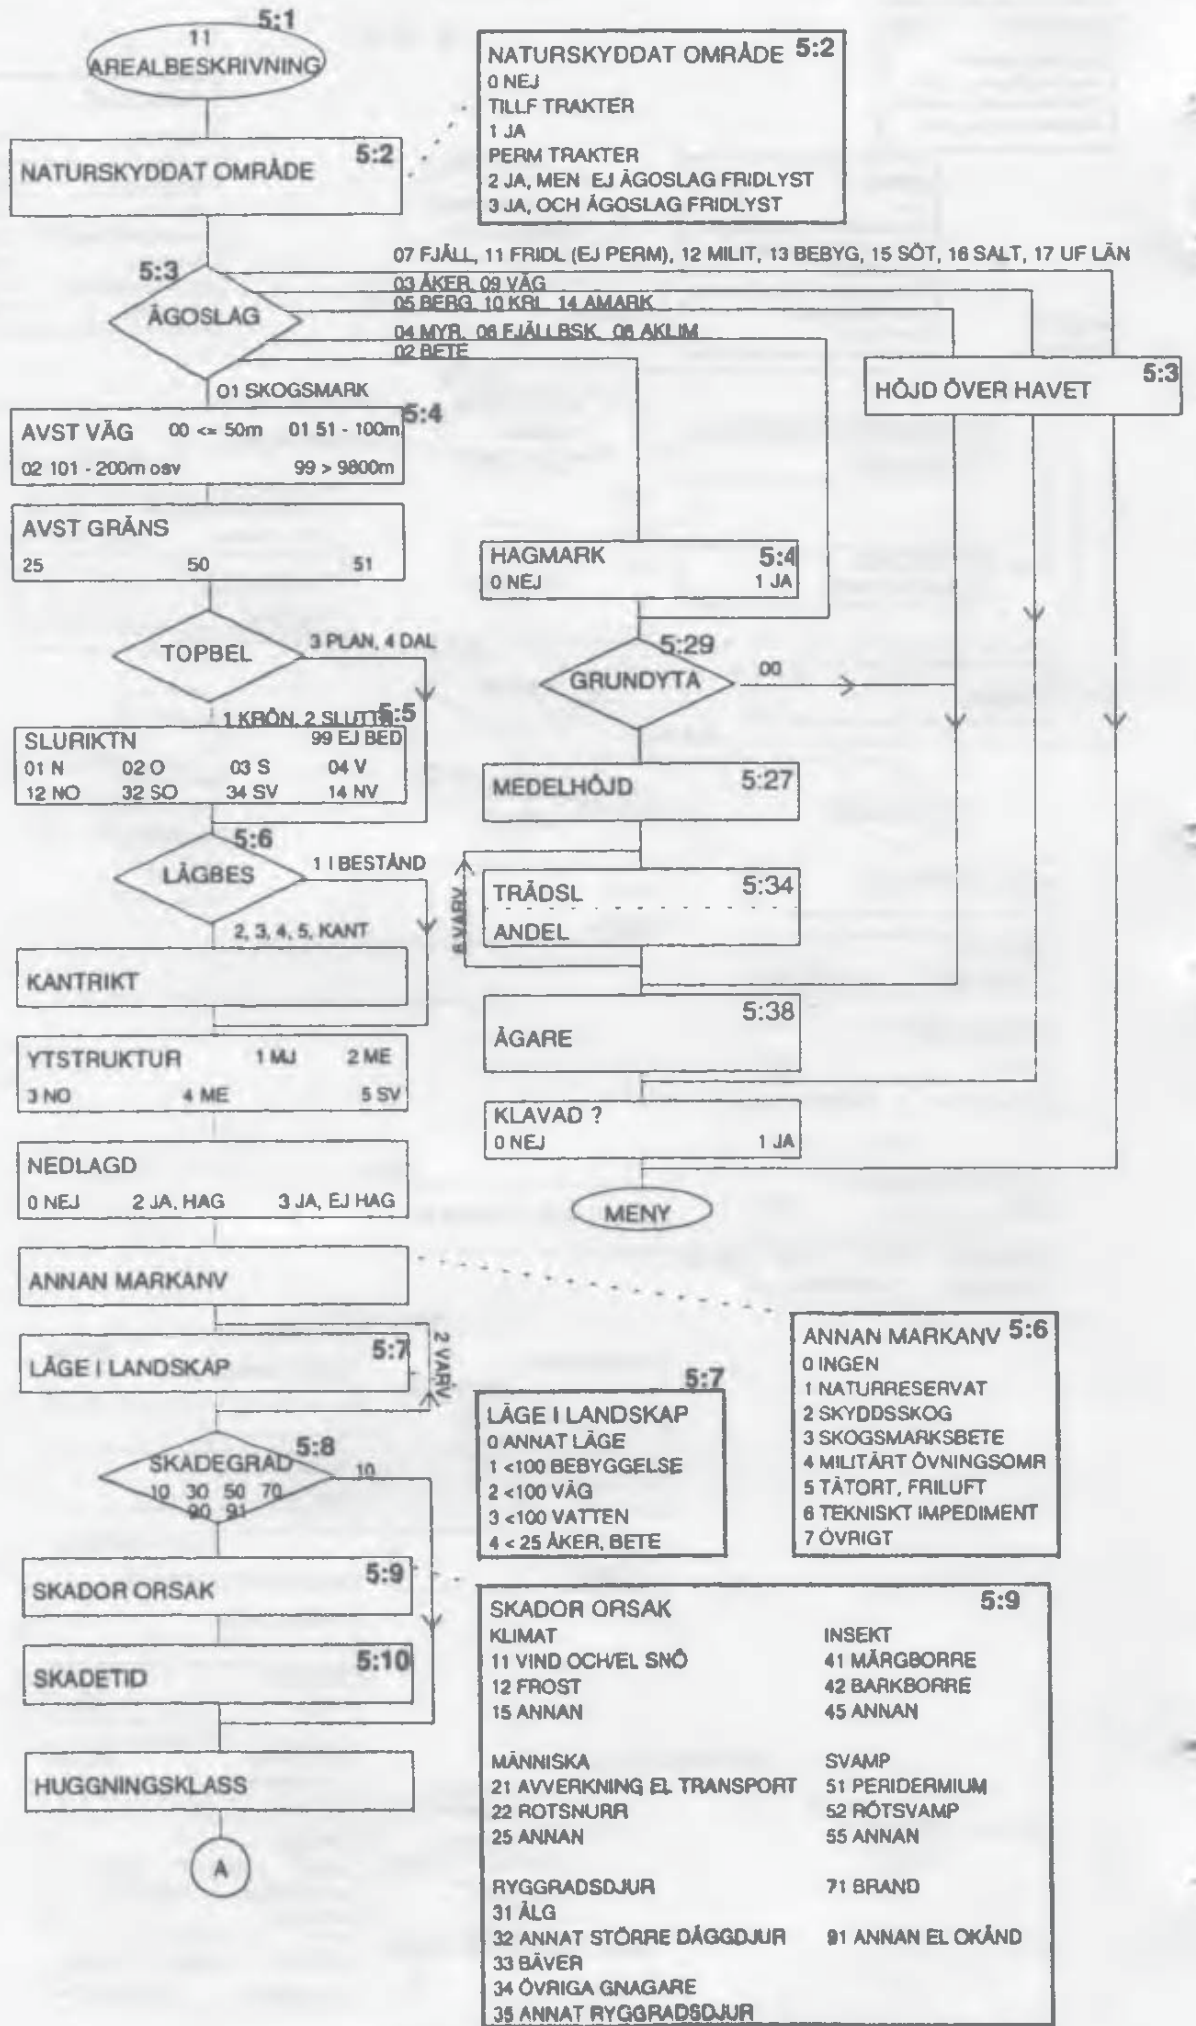 5:1
11
AREALBESKRIVNING
NATURSKYDDAT OMRÅDE 5:2
0 NEJ
TILLF TRAKTER
1 JA
PERM TRAKTER
2 JA, MEN EJ ÄGOSLAG FRIDLYST
3 JA, OCH ÄGOSLAG FRIDLYST
5:2
NATURSKYDDAT OMRÅDE
5:3
ÄGOSLAG
07 FJÄLL, 11 FRIDL (EJ PERM), 12 MILIT, 13 BEBYG, 15 SÖT, 16 SALT, 17 UF LÄN
03 ÅKER, 09 VÄG
05 BERG, 10 KRL, 14 AMARK
04 MYR, 06 FJÄLLBSK, 08 AKLIM
02 BETE
01 SKOGSMARK
5:3
HÖJD ÖVER HAVET
5:4
AVST VÄG 00 <= 50m 01 51 - 100m
02 101 - 200m osv 99 > 9800m
AVST GRÄNS
25 50 51
HAGMARK 5:4
0 NEJ 1 JA
TOPBEL
3 PLAN, 4 DAL
1 KRÖN, 2 SLUTTN
5:29
GRUNDYTA
00
5:5
SLURIKTN 99 EJ BED
01 N 02 O 03 S 04 V
12 NO 32 SO 34 SV 14 NV
MEDELHÖJD 5:27
5:6
LÄGBES
1 I BESTÅND
2, 3, 4, 5, KANT
6 VARV
TRÄDSL 5:34
ANDEL
KANTRIKT
5:38
ÄGARE
YTSTRUKTUR 1 MJ 2 ME
3 NO 4 ME 5 SV
KLAVAD ?
0 NEJ 1 JA
NEDLAGD
0 NEJ 2 JA, HAG 3 JA, EJ HAG
MENY
ANNAN MARKANV
5:7
LÄGE I LANDSKAP
2 VARV
ANNAN MARKANV 5:6
0 INGEN
1 NATURRESERVAT
2 SKYDDSSKOG
3 SKOGSMARKSBETE
4 MILITÄRT ÖVNINGSOMR
5 TÄTORT, FRILUFT
6 TEKNISKT IMPEDIMENT
7 ÖVRIGT
5:7
LÄGE I LANDSKAP
0 ANNAT LÄGE
1 <100 BEBYGGELSE
2 <100 VÄG
3 <100 VATTEN
4 < 25 ÅKER, BETE
5:8
SKADEGRAD
10 30 50 70
90 91
10
5:9
SKADOR ORSAK
5:10
SKADETID
HUGGNINGSKLASS
A
SKADOR ORSAK 5:9
KLIMAT
11 VIND OCH/EL SNÖ
12 FROST
15 ANNAN
INSEKT
41 MÄRGBORRE
42 BARKBORRE
45 ANNAN
MÄNNISKA
21 AVVERKNING EL TRANSPORT
22 ROTSNURR
25 ANNAN
SVAMP
51 PERIDERMIUM
52 RÖTSVAMP
55 ANNAN
RYGGRADSDJUR
31 ÄLG
32 ANNAT STÖRRE DÄGGDJUR
33 BÄVER
34 ÖVRIGA GNAGARE
35 ANNAT RYGGRADSDJUR
71 BRAND
91 ANNAN EL OKÄND